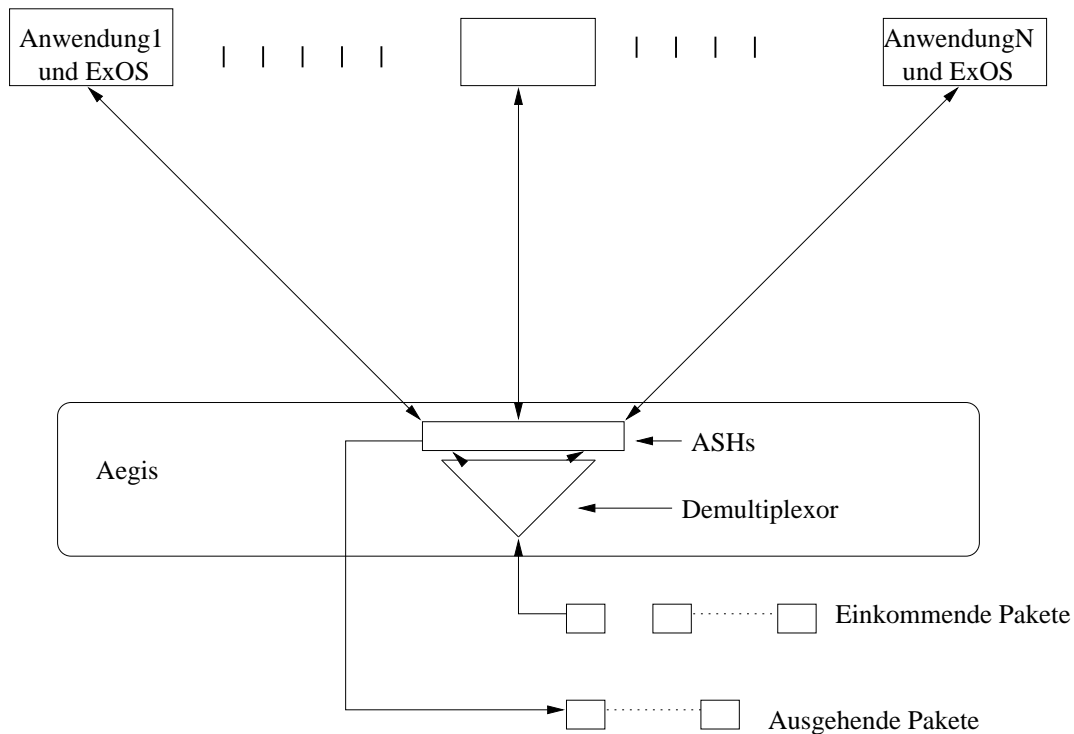 Anwendung1
und ExOS
AnwendungN
und ExOS
ASHs
Aegis
Demultiplexor
Einkommende Pakete
Ausgehende Pakete